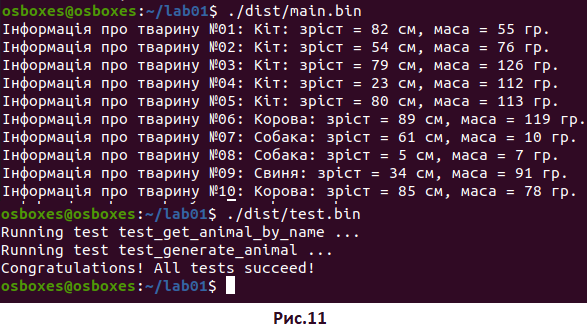 osboxes@osboxes:~/lab01$ ./dist/main.bin
Інформація про тварину №01: Кіт: зріст = 82 см, маса = 55 гр.
Інформація про тварину №02: Кіт: зріст = 54 см, маса = 76 гр.
Інформація про тварину №03: Кіт: зріст = 79 см, маса = 126 гр.
Інформація про тварину №04: Кіт: зріст = 23 см, маса = 112 гр.
Інформація про тварину №05: Кіт: зріст = 80 см, маса = 113 гр.
Інформація про тварину №06: Корова: зріст = 89 см, маса = 119 гр.
Інформація про тварину №07: Собака: зріст = 61 см, маса = 10 гр.
Інформація про тварину №08: Собака: зріст = 5 см, маса = 7 гр.
Інформація про тварину №09: Свиня: зріст = 34 см, маса = 91 гр.
Інформація про тварину №10: Корова: зріст = 85 см, маса = 78 гр.
osboxes@osboxes:~/lab01$ ./dist/test.bin
Running test test_get_animal_by_name ...
Running test test_generate_animal ...
Congratulations! All tests succeed!
osboxes@osboxes:~/lab01$
Рис.11